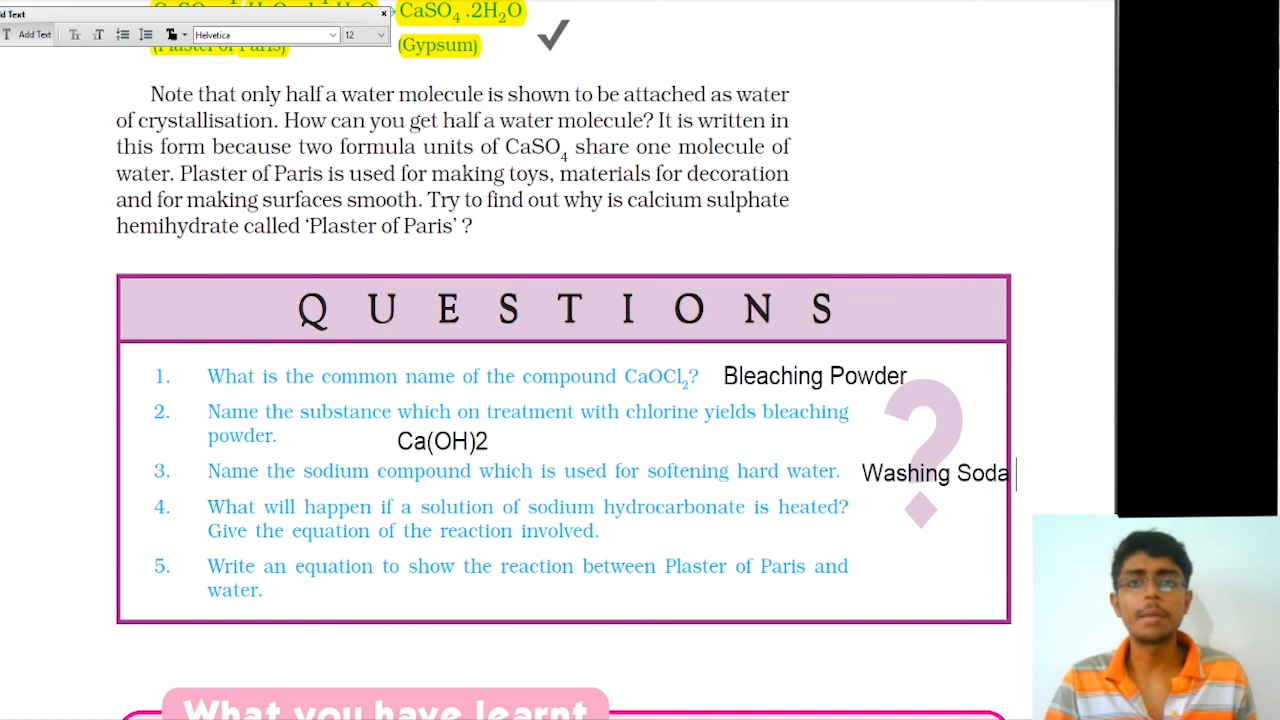 CaSO4 .2H2O
dd Text ×
T Add Text Helvetica 12
(Plaster of Paris) (Gypsum)
Note that only half a water molecule is shown to be attached as water
of crystallisation. How can you get half a water molecule? It is written in
this form because two formula units of CaSO4 share one molecule of
water. Plaster of Paris is used for making toys, materials for decoration
and for making surfaces smooth. Try to find out why is calcium sulphate
hemihydrate called ‘Plaster of Paris’ ?
Q U E S T I O N S
1. What is the common name of the compound CaOCl2? Bleaching Powder
2. Name the substance which on treatment with chlorine yields bleaching
powder. Ca(OH)2
3. Name the sodium compound which is used for softening hard water. Washing Soda
4. What will happen if a solution of sodium hydrocarbonate is heated?
Give the equation of the reaction involved.
5. Write an equation to show the reaction between Plaster of Paris and
water.
?
What you have learnt